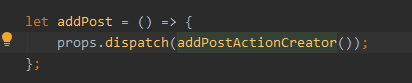 let addPost = () => {
props.dispatch(addPostActionCreator());
};